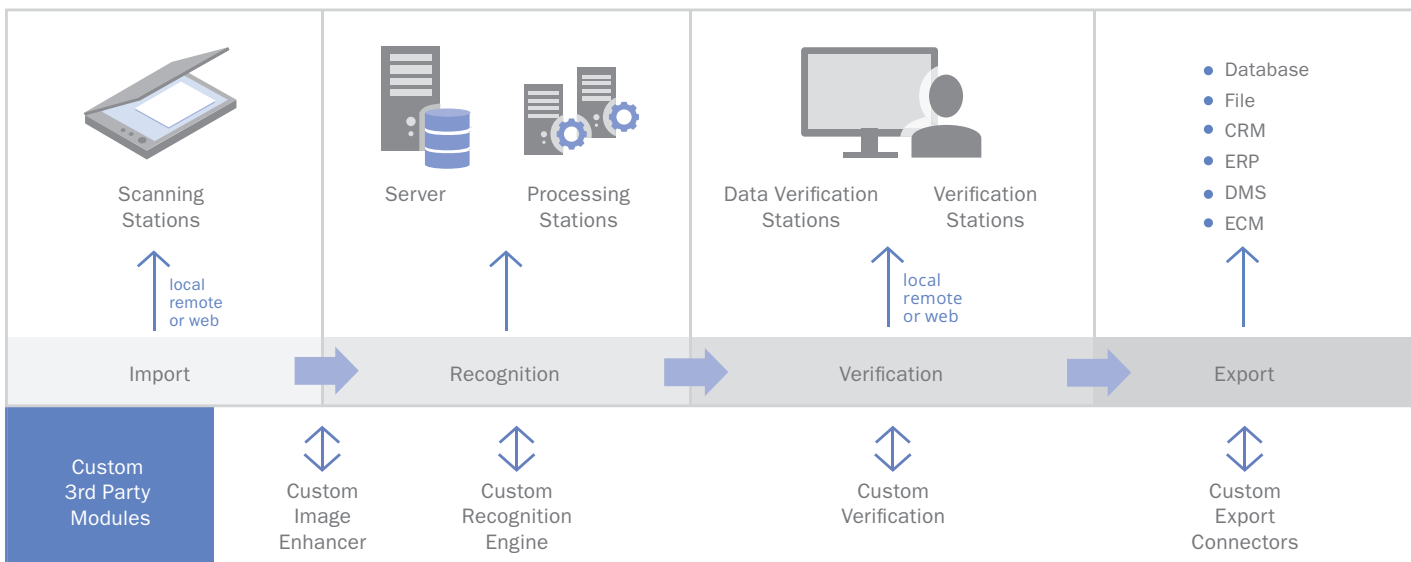 Scanning
Stations
local
remote
or web
Server
Processing
Stations
Data Verification
Stations
Verification
Stations
local
remote
or web
Database
File
CRM
ERP
DMS
ECM
Import
Recognition
Verification
Export
Custom
3rd Party
Modules
Custom
Image
Enhancer
Custom
Recognition
Engine
Custom
Verification
Custom
Export
Connectors